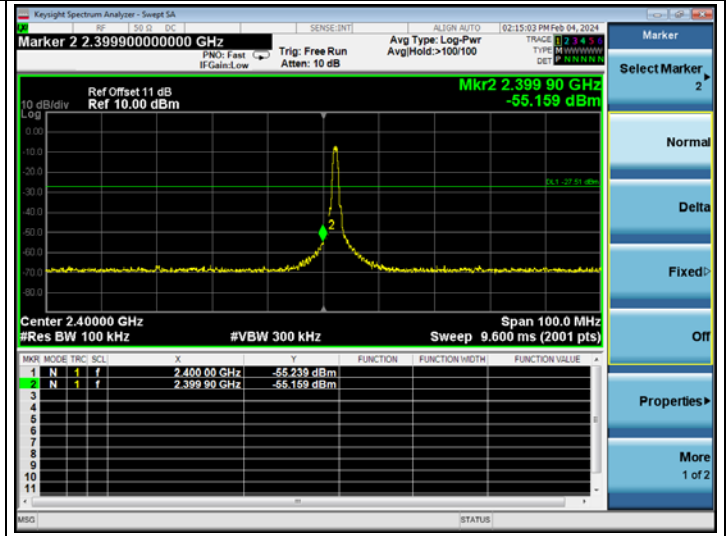 Keysight Spectrum Analyzer - Swept SA
RF 50 Ω DC SENSE:INT ALIGN AUTO 02:15:03 PM Feb 04, 2024
Marker 2 2.399900000000 GHz
PNO: Fast
IFGain:Low
Trig: Free Run
Atten: 10 dB
Avg Type: Log-Pwr
Avg|Hold:>100/100
TRACE 1 2 3 4 5 6
TYPE M WWWWW
DET P N N N N N
Ref Offset 11 dB
10 dB/div Ref 10.00 dBm
Log
Mkr2 2.399 90 GHz
-55.159 dBm
0.00
-10.0
-20.0
-30.0
-40.0
-50.0
-60.0
-70.0
-80.0
DL1 -27.51 dBm
2
Center 2.40000 GHz Span 100.0 MHz
#Res BW 100 kHz #VBW 300 kHz Sweep 9.600 ms (2001 pts)
MKR MODE TRC SCL X Y FUNCTION FUNCTION WIDTH FUNCTION VALUE
1 N 1 f 2.400 00 GHz -55.239 dBm
2 N 1 f 2.399 90 GHz -55.159 dBm
3
4
5
6
7
8
9
10
11
MSG STATUS
Marker
Select Marker
2
Normal
Delta
Fixed
Off
Properties
More
1 of 2